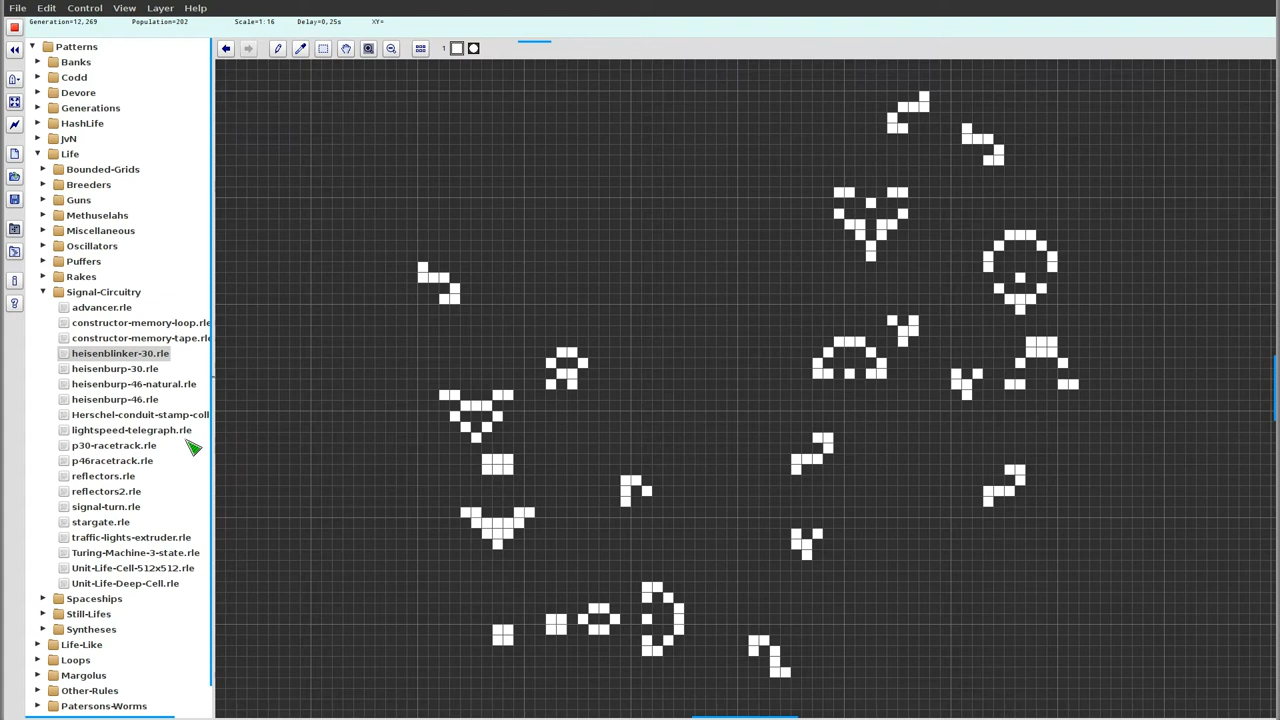 File Edit Control View Layer Help
Generation=12,269 Population=202 Scale=1:16 Delay=0,25s XY=
1
Patterns
Banks
Codd
Devore
Generations
HashLife
JvN
Life
Bounded-Grids
Breeders
Guns
Methuselahs
Miscellaneous
Oscillators
Puffers
Rakes
Signal-Circuitry
advancer.rle
constructor-memory-loop.rle
constructor-memory-tape.rl
heisenblinker-30.rle
heisenburp-30.rle
heisenburp-46-natural.rle
heisenburp-46.rle
Herschel-conduit-stamp-coll
lightspeed-telegraph.rle
p30-racetrack.rle
p46racetrack.rle
reflectors.rle
reflectors2.rle
signal-turn.rle
stargate.rle
traffic-lights-extruder.rle
Turing-Machine-3-state.rle
Unit-Life-Cell-512x512.rle
Unit-Life-Deep-Cell.rle
Spaceships
Still-Lifes
Syntheses
Life-Like
Loops
Margolus
Other-Rules
Patersons-Worms